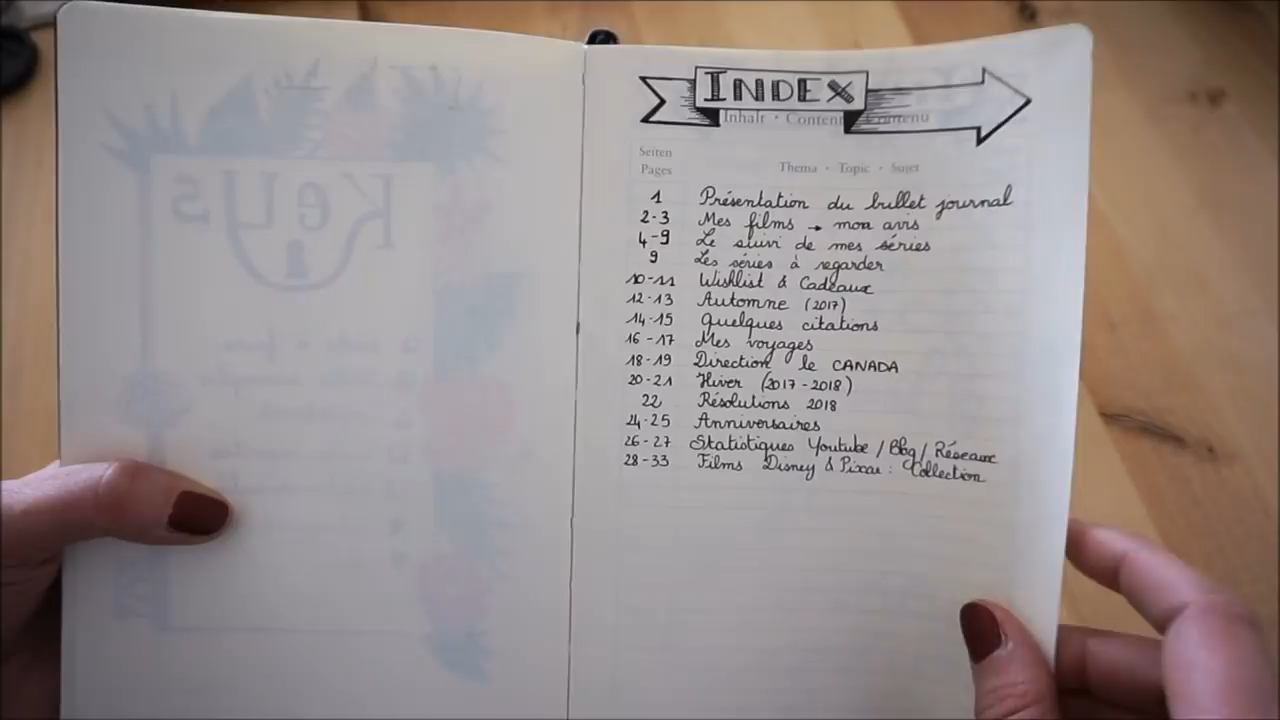 Keys
INDEX
Inhalt • Content • Contenu
Seiten
Pages
Thema • Topic • Sujet
1 Présentation du bullet journal
2-3 Mes films → mon avis
4-9 Le suivi de mes séries
9 Les séries à regarder
10-11 Wishlist & Cadeaux
12-13 Automne (2017)
14-15 Quelques citations
16-17 Mes voyages
18-19 Direction le CANADA
20-21 Hiver (2017-2018)
22 Résolutions 2018
24-25 Anniversaires
26-27 Statistiques Youtube / Blog / Réseaux
28-33 Films Disney & Pixar : Collection